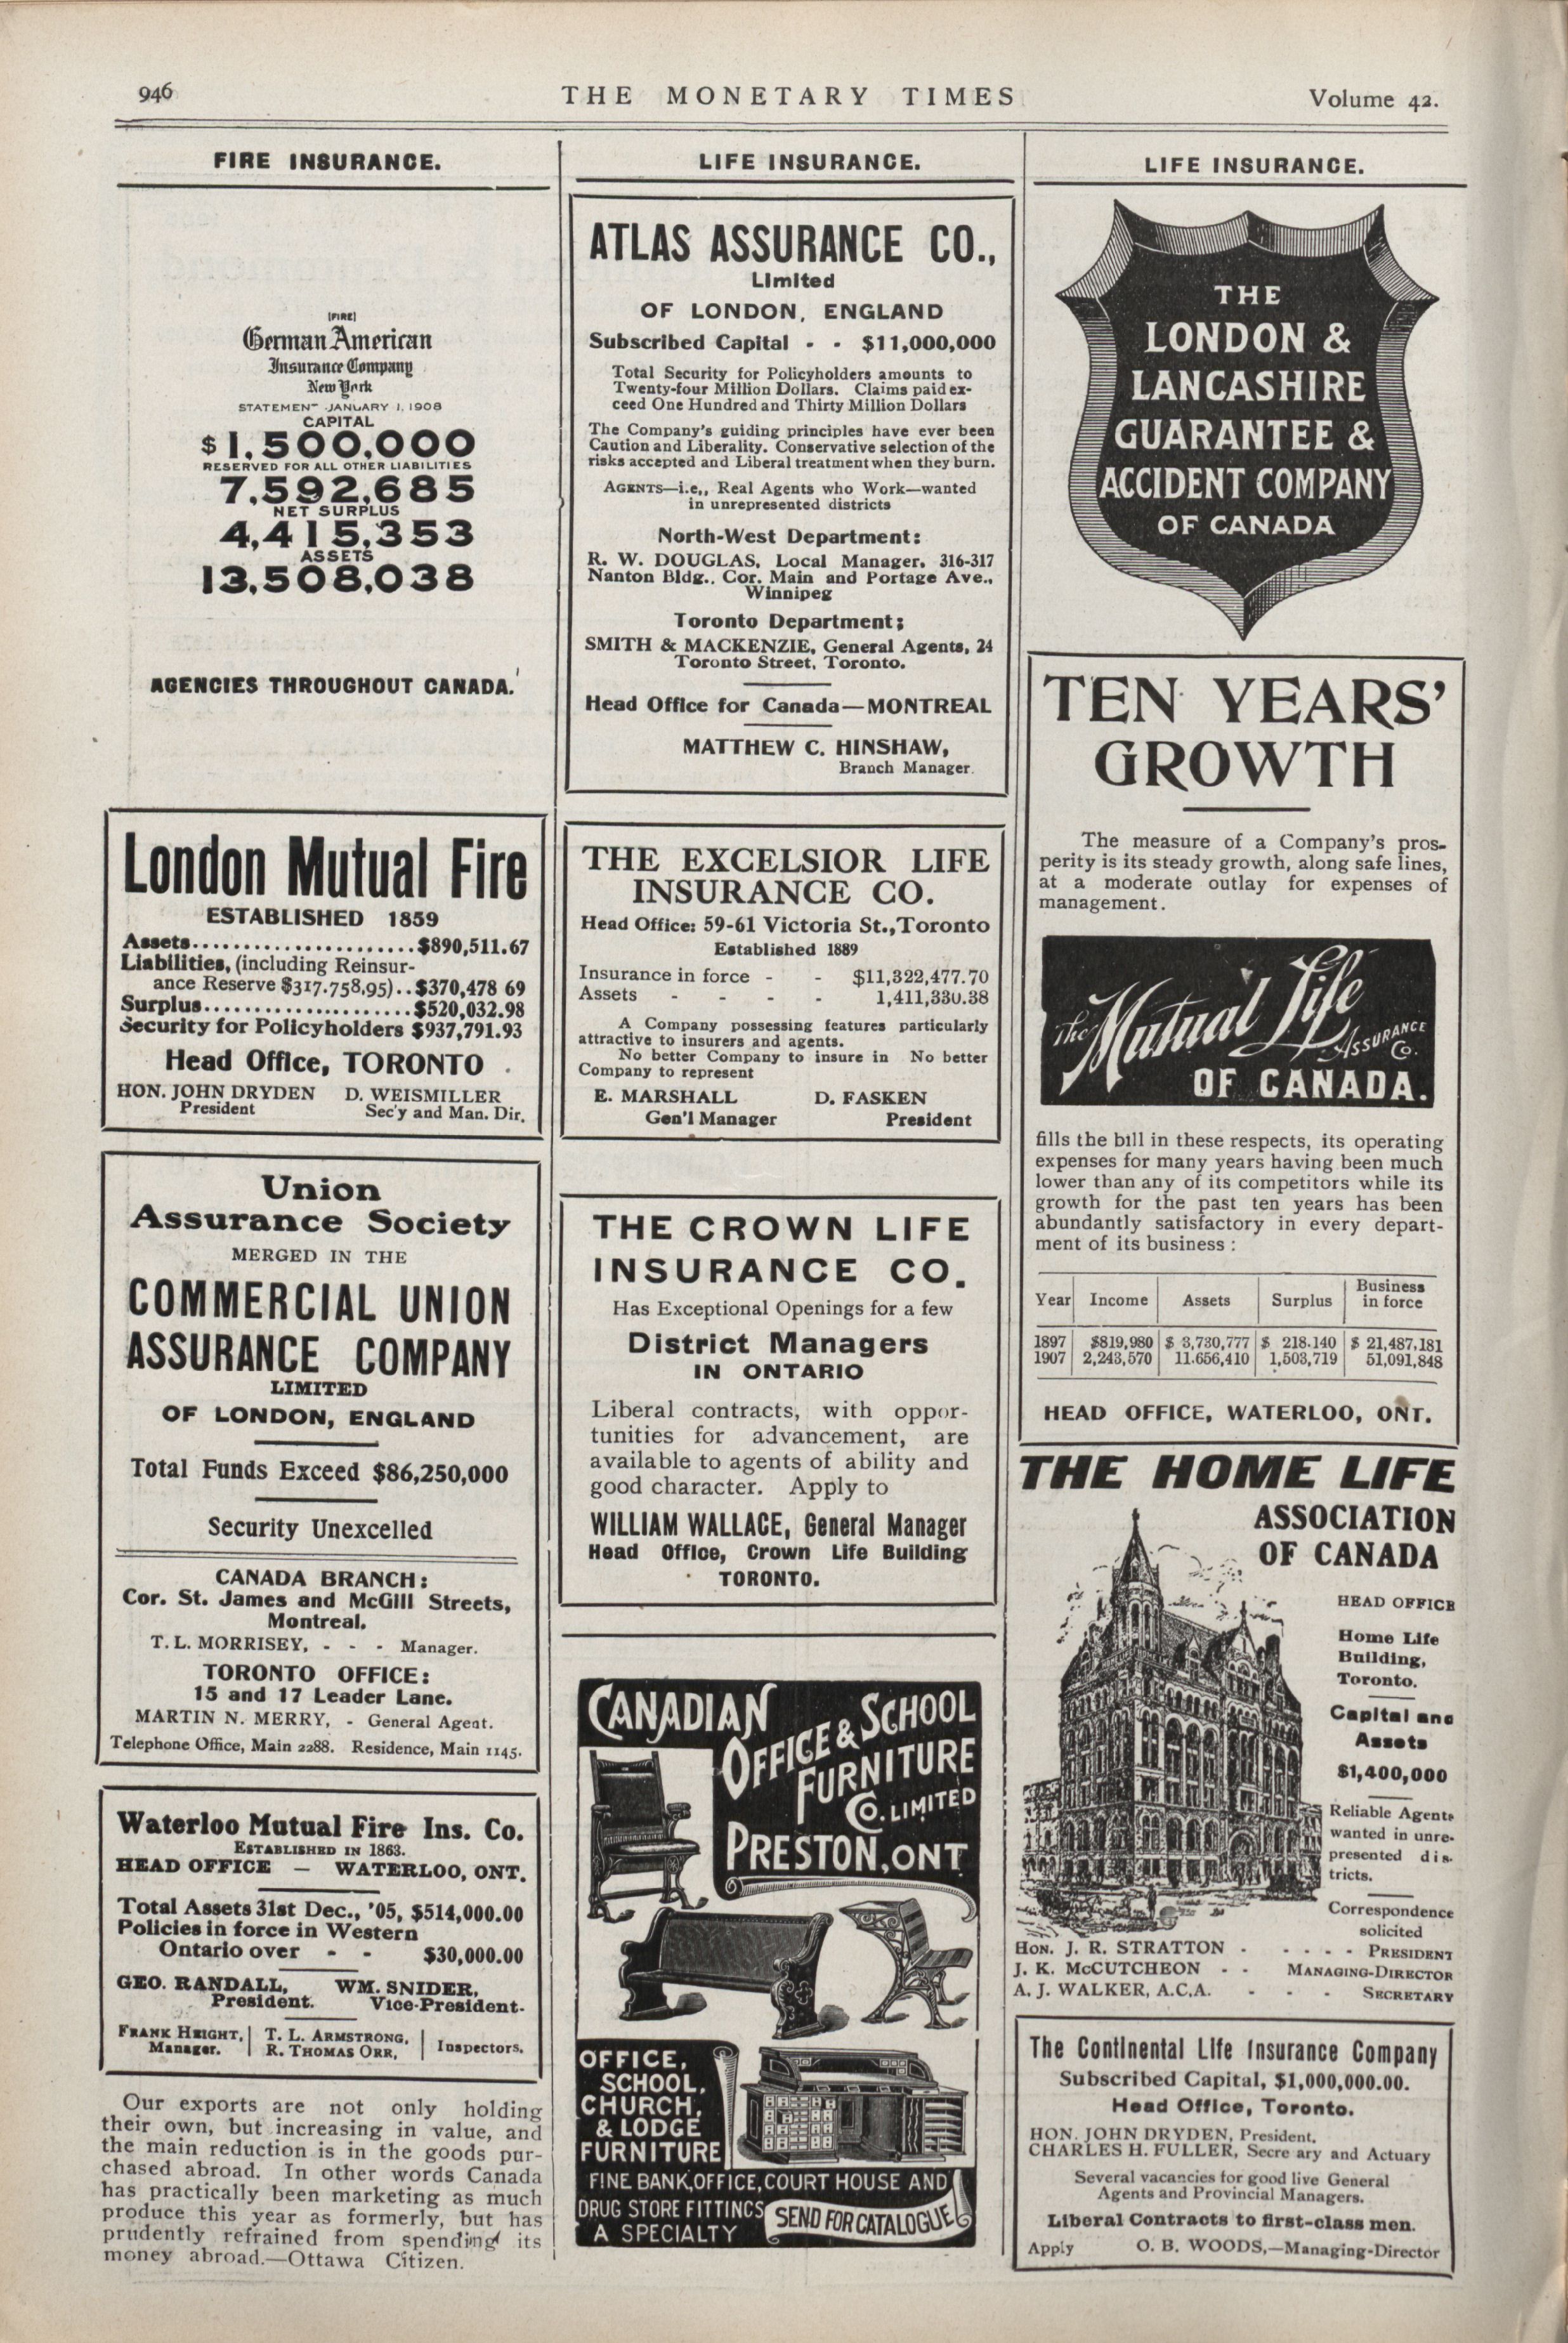 946
THE MONETARY TIMES
Volume 42.
FIRE INSURANCE.
[FIRE]
German American
Insurance Company
New York
STATEMENT JANUARY 1, 1908
CAPITAL
$1,500,000
RESERVED FOR ALL OTHER LIABILITIES
7,592,685
NET SURPLUS
4,415,353
ASSETS
13,508,038
AGENCIES THROUGHOUT CANADA.
London Mutual Fire
ESTABLISHED 1859
Assets......................$890,511.67
Liabilities, (including Reinsur-
ance Reserve $317.758,95)..$370,478 69
Surplus.....................$520,032.98
Security for Policyholders $937,791.93
Head Office, TORONTO
HON. JOHN DRYDEN D. WEISMILLER
President Sec'y and Man. Dir.
Union
Assurance Society
MERGED IN THE
COMMERCIAL UNION
ASSURANCE COMPANY
LIMITED
OF LONDON, ENGLAND
Total Funds Exceed $86,250,000
Security Unexcelled
CANADA BRANCH:
Cor. St. James and McGill Streets,
Montreal.
T. L. MORRISEY, - - - Manager.
TORONTO OFFICE:
15 and 17 Leader Lane.
MARTIN N. MERRY, - General Agent.
Telephone Office, Main 2288. Residence, Main 1145.
Waterloo Mutual Fire Ins. Co.
ESTABLISHED IN 1863.
HEAD OFFICE — WATERLOO, ONT.
Total Assets 31st Dec., '05, $514,000.00
Policies in force in Western
Ontario over - - $30,000.00
GEO. RANDALL, WM. SNIDER,
President. Vice-President.
FRANK HEIGHT, T. L. ARMSTRONG,
Manager. R. THOMAS ORR, Inspectors.
Our exports are not only holding
their own, but increasing in value, and
the main reduction is in the goods pur-
chased abroad. In other words Canada
has practically been marketing as much
produce this year as formerly, but has
prudently refrained from spending its
money abroad.—Ottawa Citizen.
LIFE INSURANCE.
ATLAS ASSURANCE CO.,
Limited
OF LONDON, ENGLAND
Subscribed Capital - - $11,000,000
Total Security for Policyholders amounts to
Twenty-four Million Dollars. Claims paid ex-
ceed One Hundred and Thirty Million Dollars
The Company's guiding principles have ever been
Caution and Liberality. Conservative selection of the
risks accepted and Liberal treatment when they burn.
AGENTS—i.e,, Real Agents who Work—wanted
in unrepresented districts
North-West Department:
R. W. DOUGLAS, Local Manager, 316-317
Nanton Bldg., Cor. Main and Portage Ave.,
Winnipeg
Toronto Department;
SMITH & MACKENZIE, General Agents, 24
Toronto Street, Toronto.
Head Office for Canada—MONTREAL
MATTHEW C. HINSHAW,
Branch Manager.
THE EXCELSIOR LIFE
INSURANCE CO.
Head Office: 59-61 Victoria St., Toronto
Established 1889
Insurance in force - - $11,322,477.70
Assets - - - - 1,411,330.38
A Company possessing features particularly
attractive to insurers and agents.
No better Company to insure in No better
Company to represent
E. MARSHALL D. FASKEN
Gen'l Manager President
THE CROWN LIFE
INSURANCE CO.
Has Exceptional Openings for a few
District Managers
IN ONTARIO
Liberal contracts, with oppor-
tunities for advancement, are
available to agents of ability and
good character. Apply to
WILLIAM WALLACE, General Manager
Head Office, Crown Life Building
TORONTO.
CANADIAN
OFFICE & SCHOOL
FURNITURE
CO. LIMITED
PRESTON, ONT
OFFICE,
SCHOOL,
CHURCH,
& LODGE
FURNITURE
FINE BANK, OFFICE, COURT HOUSE AND
DRUG STORE FITTINGS
A SPECIALTY
SEND FOR CATALOGUE
LIFE INSURANCE.
THE
LONDON &
LANCASHIRE
GUARANTEE &
ACCIDENT COMPANY
OF CANADA
TEN YEARS'
GROWTH
The measure of a Company's pros-
perity is its steady growth, along safe lines,
at a moderate outlay for expenses of
management.
The Mutual Life
ASSURANCE
Co.
OF CANADA.
fills the bill in these respects, its operating
expenses for many years having been much
lower than any of its competitors while its
growth for the past ten years has been
abundantly satisfactory in every depart-
ment of its business:
Year Income Assets Surplus Business
in force
1897 $819,980 $ 3,730,777 $ 218.140 $ 21,487,181
1907 2,243,570 11.656,410 1,503,719 51,091,848
HEAD OFFICE, WATERLOO, ONT.
THE HOME LIFE
ASSOCIATION
OF CANADA
HEAD OFFICE
Home Life
Building,
Toronto.
Capital and
Assets
$1,400,000
Reliable Agents
wanted in unre-
presented dis-
tricts.
Correspondence
solicited
HON. J. R. STRATTON - - - - - PRESIDENT
J. K. McCUTCHEON - - MANAGING-DIRECTOR
A. J. WALKER, A.C.A. - - - SECRETARY
The Continental Life Insurance Company
Subscribed Capital, $1,000,000.00.
Head Office, Toronto.
HON. JOHN DRYDEN, President.
CHARLES H. FULLER, Secre ary and Actuary
Several vacancies for good live General
Agents and Provincial Managers.
Liberal Contracts to first-class men.
Apply O. B. WOODS,—Managing-Director